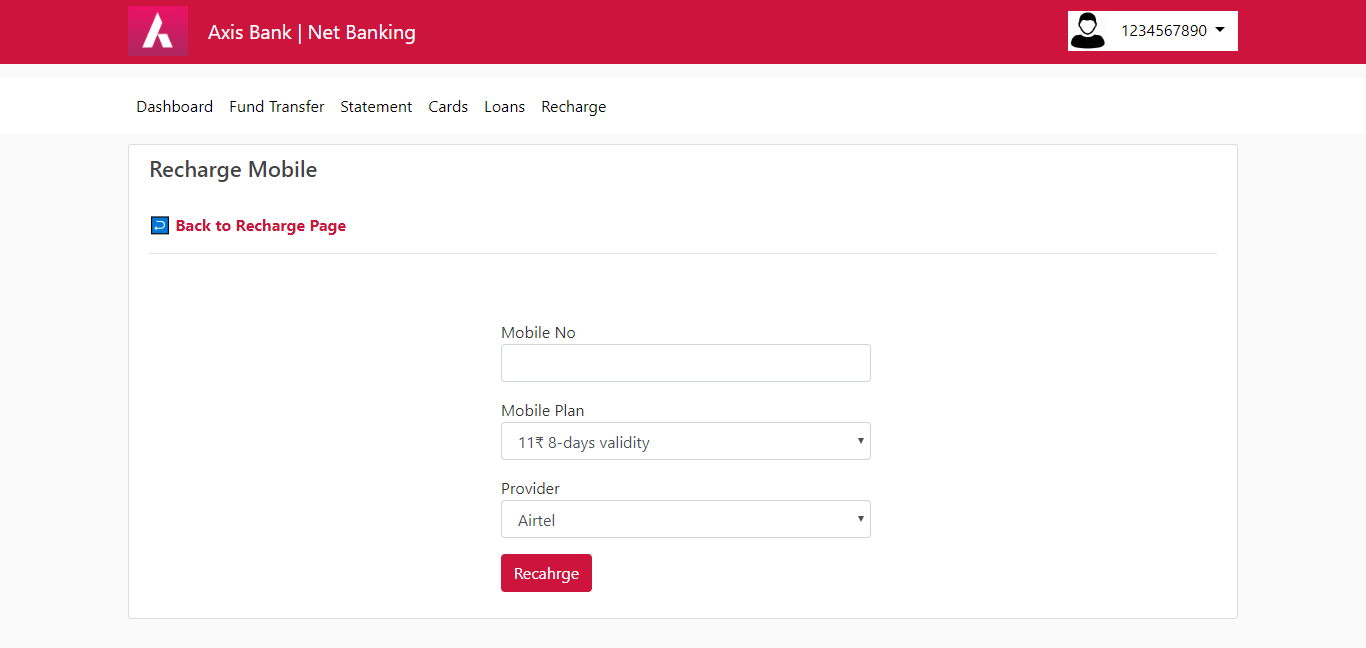 Axis Bank | Net Banking
1234567890
Dashboard Fund Transfer Statement Cards Loans Recharge
Recharge Mobile
Back to Recharge Page
Mobile No
Mobile Plan
11₹ 8-days validity
Provider
Airtel
Recahrge